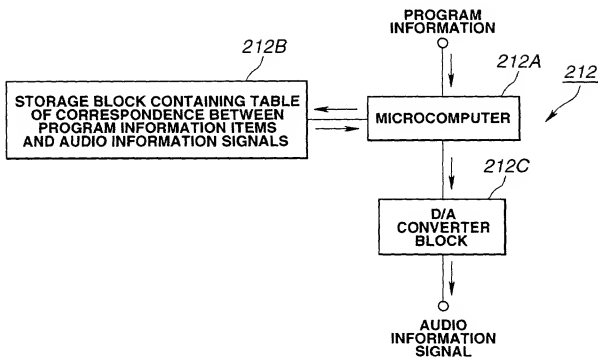 PROGRAM
INFORMATION
212B
212A
212
STORAGE BLOCK CONTAINING TABLE
OF CORRESPONDENCE BETWEEN
PROGRAM INFORMATION ITEMS
AND AUDIO INFORMATION SIGNALS
MICROCOMPUTER
212C
D/A
CONVERTER
BLOCK
AUDIO
INFORMATION
SIGNAL